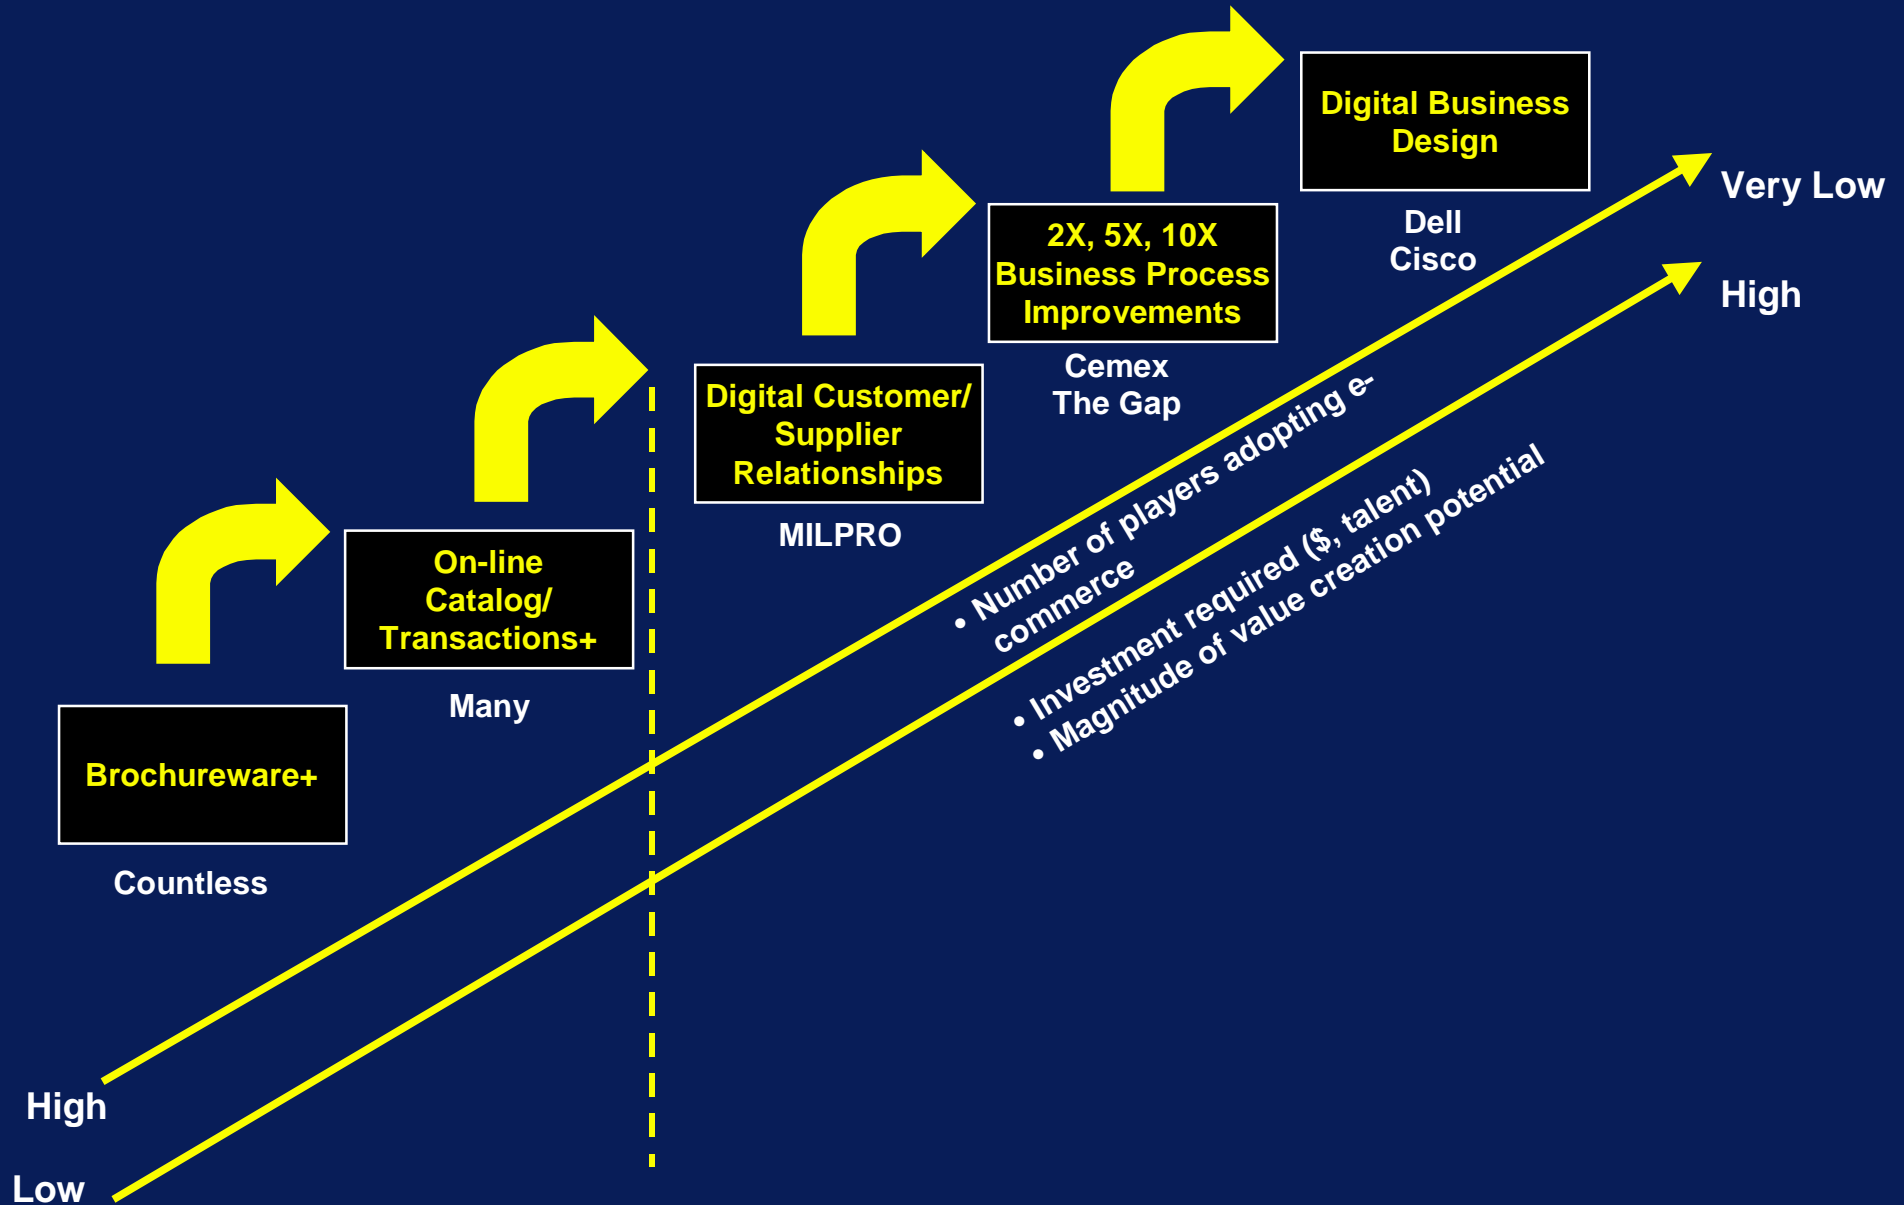 Digital Business
Design
Dell
Cisco
Very Low
High
2X, 5X, 10X
Business Process
Improvements
Cemex
The Gap
Digital Customer/
Supplier
Relationships
MILPRO
On-line
Catalog/
Transactions+
Many
Brochureware+
Countless
• Number of players adopting e-
commerce
• Investment required ($, talent)
• Magnitude of value creation potential
High
Low